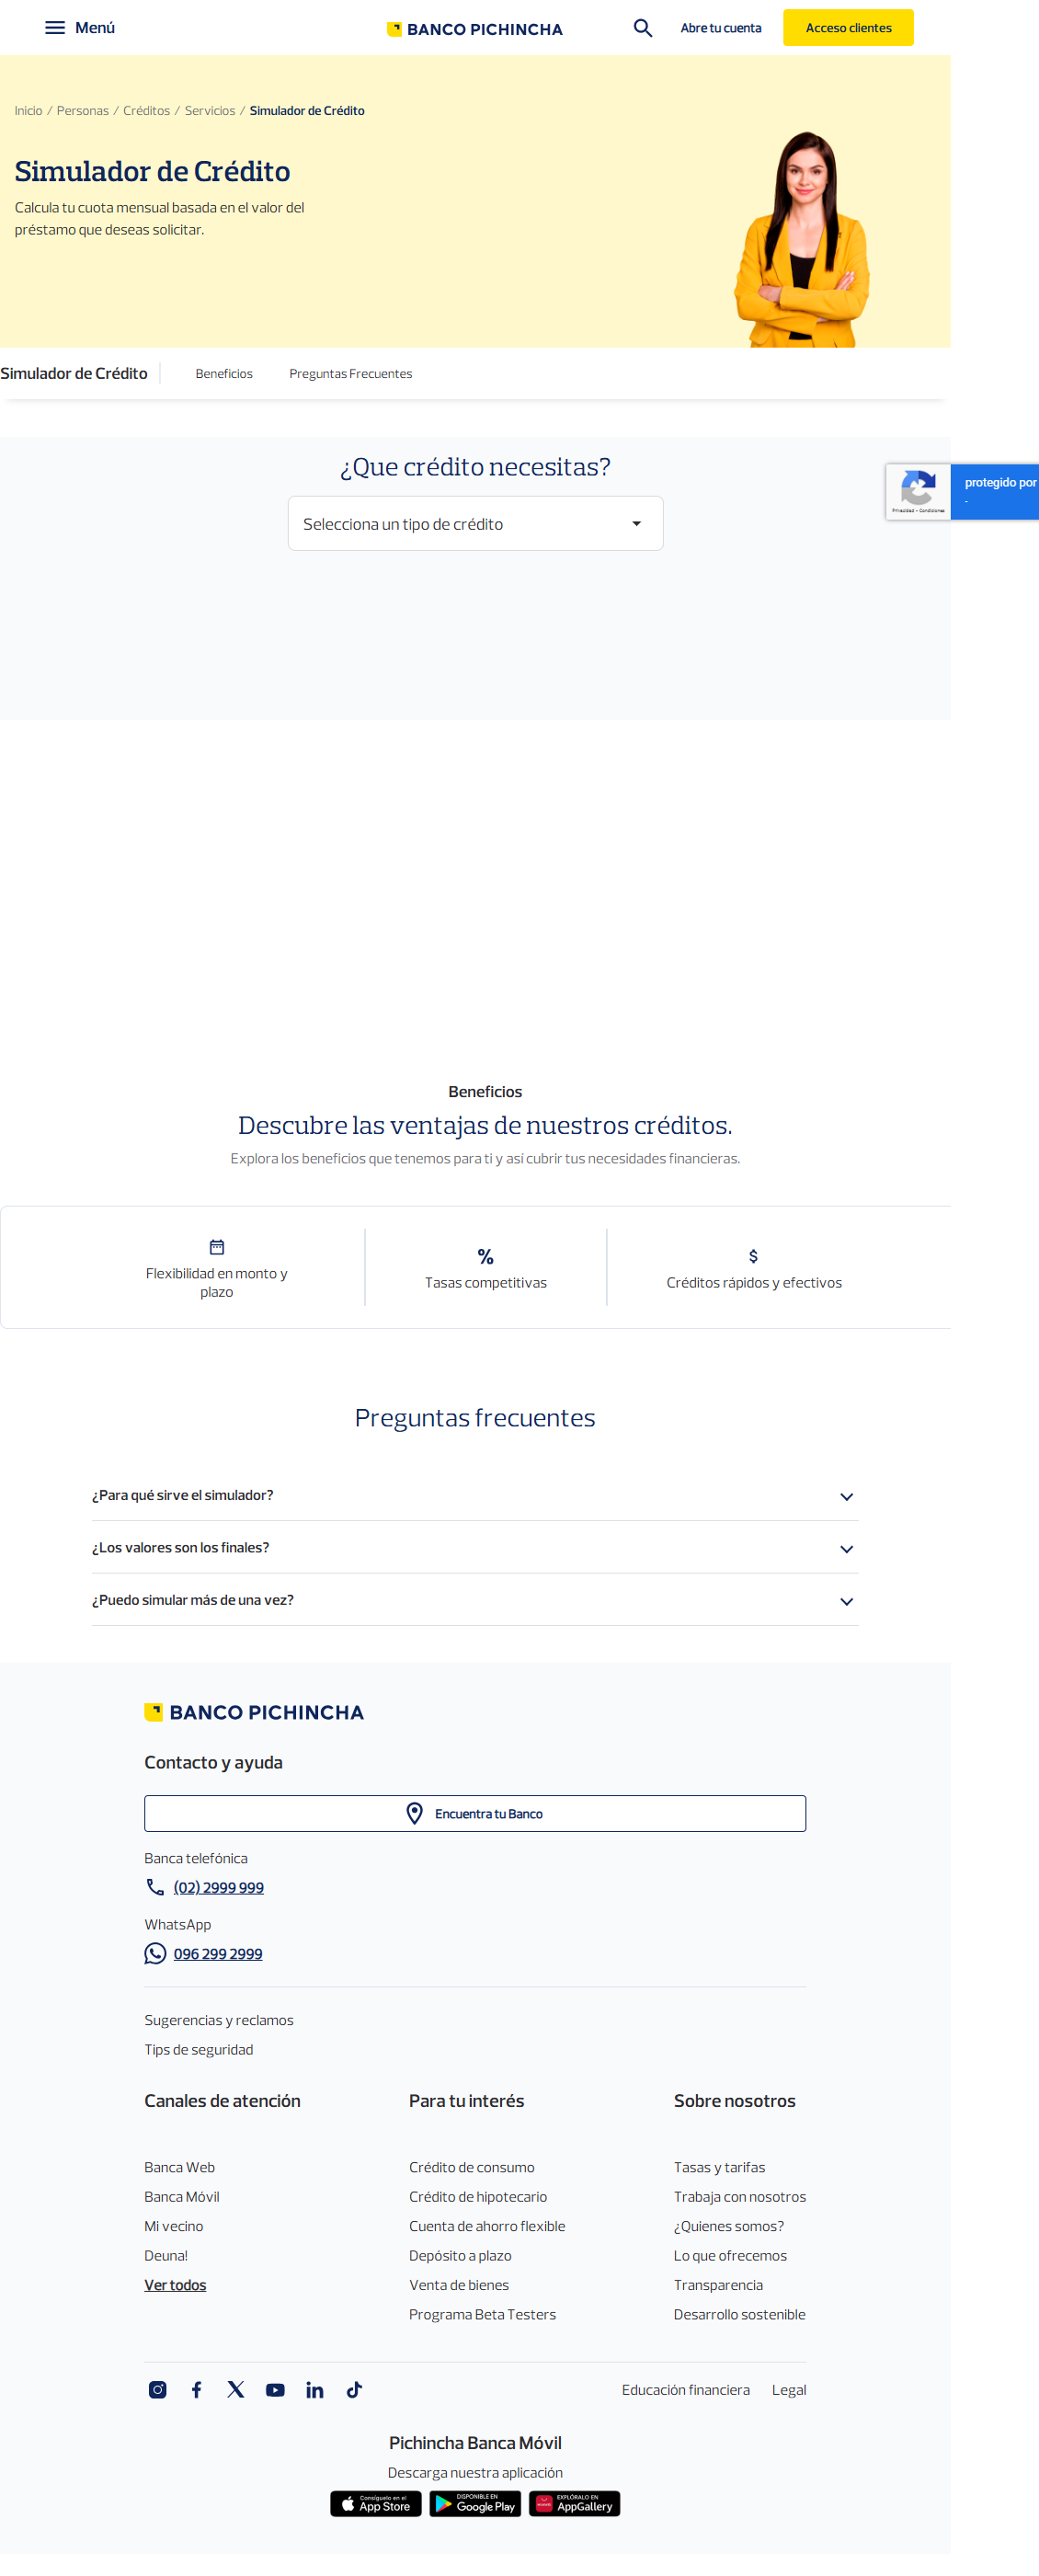 Menú
BANCO PICHINCHA
Abre tu cuenta
Acceso clientes
Inicio / Personas / Créditos / Servicios / Simulador de Crédito
Simulador de Crédito
Calcula tu cuota mensual basada en el valor del
préstamo que deseas solicitar.
Simulador de Crédito
Beneficios
Preguntas Frecuentes
¿Que crédito necesitas?
Selecciona un tipo de crédito
protegido por
Privacidad - Condiciones
-
Beneficios
Descubre las ventajas de nuestros créditos.
Explora los beneficios que tenemos para ti y así cubrir tus necesidades financieras.
Flexibilidad en monto y
plazo
%
Tasas competitivas
$
Créditos rápidos y efectivos
Preguntas frecuentes
¿Para qué sirve el simulador?
¿Los valores son los finales?
¿Puedo simular más de una vez?
BANCO PICHINCHA
Contacto y ayuda
Encuentra tu Banco
Banca telefónica
(02) 2999 999
WhatsApp
096 299 2999
Sugerencias y reclamos
Tips de seguridad
Canales de atención
Banca Web
Banca Móvil
Mi vecino
Deuna!
Ver todos
Para tu interés
Crédito de consumo
Crédito de hipotecario
Cuenta de ahorro flexible
Depósito a plazo
Venta de bienes
Programa Beta Testers
Sobre nosotros
Tasas y tarifas
Trabaja con nosotros
¿Quienes somos?
Lo que ofrecemos
Transparencia
Desarrollo sostenible
Educación financiera
Legal
Pichincha Banca Móvil
Descarga nuestra aplicación
Consíguelo en el
App Store
DISPONIBLE EN
Google Play
EXPLÓRALO EN
AppGallery